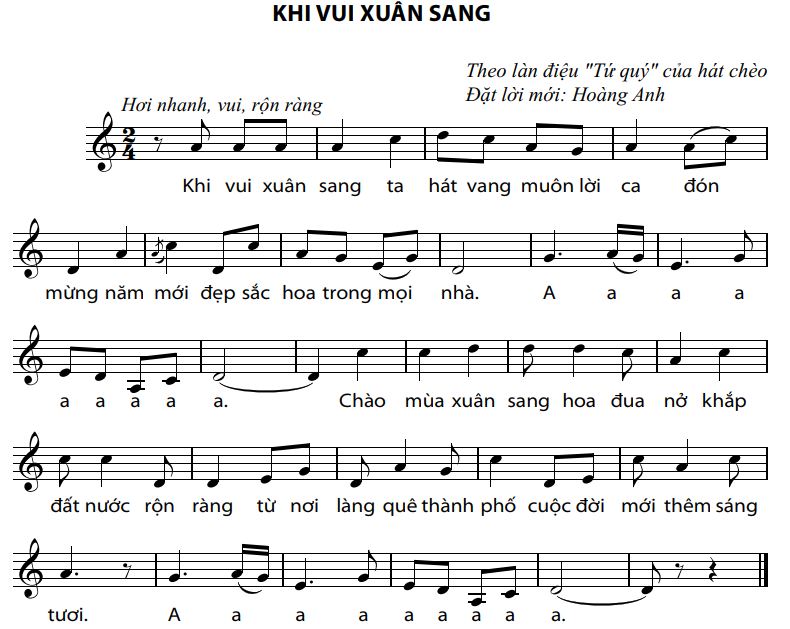 KHI VUI XUÂN SANG
Theo làn điệu "Tứ quý" của hát chèo
Đặt lời mới: Hoàng Anh
Hơi nhanh, vui, rộn ràng
2
4
Khi vui xuân sang ta hát vang muôn lời ca đón
mừng năm mới đẹp sắc hoa trong mọi nhà. A a a a
a a a a a. Chào mùa xuân sang hoa đua nở khắp
đất nước rộn ràng từ nơi làng quê thành phố cuộc đời mới thêm sáng
tươi. A a a a a a a a a.